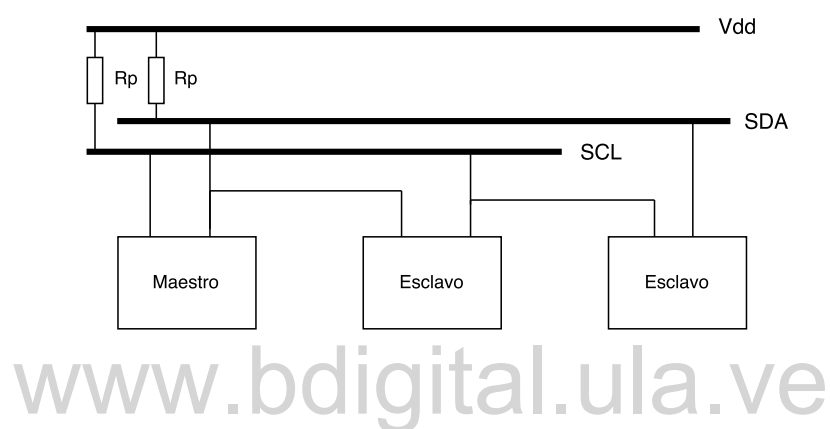 Vdd
Rp Rp
SDA
SCL
Maestro Esclavo Esclavo
www.bdigital.ula.ve